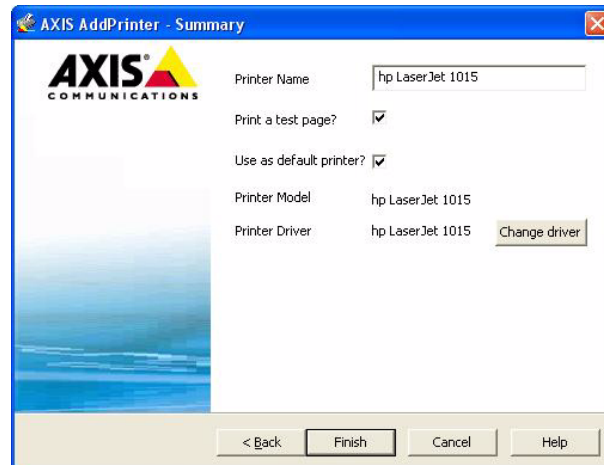 AXIS AddPrinter - Summary
AXIS
COMMUNICATIONS
Printer Name hp LaserJet 1015
Print a test page?
Use as default printer?
Printer Model hp LaserJet 1015
Printer Driver hp LaserJet 1015 Change driver
< Back Finish Cancel Help